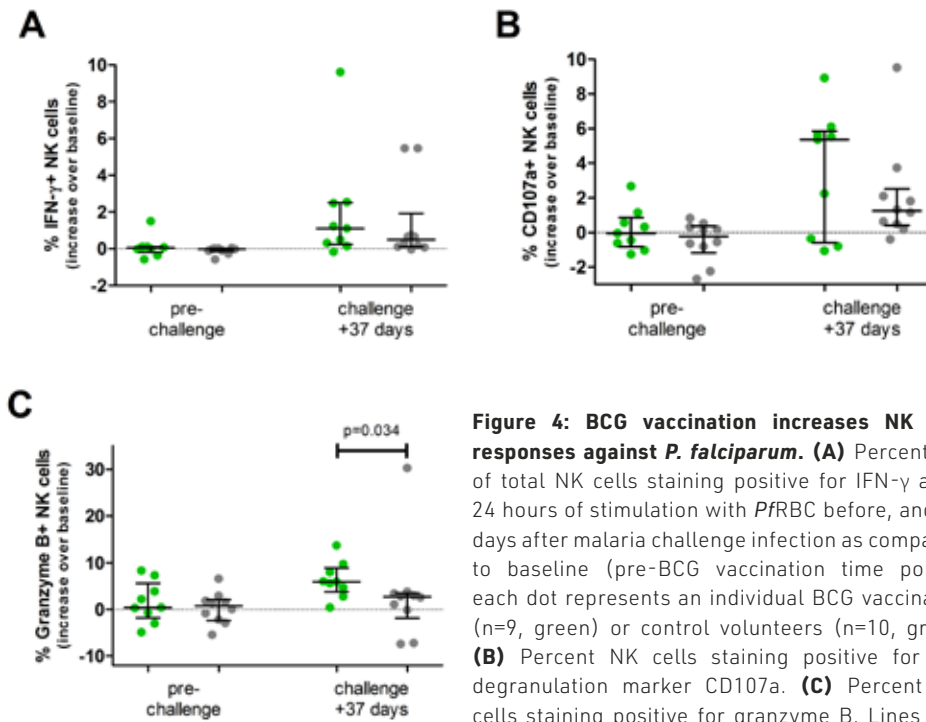 A
10
8
6
4
2
0
-2
% IFN-γ+ NK cells
(increase over baseline)
pre-
challenge
challenge
+37 days
B
10
8
6
4
2
0
-2
% CD107a+ NK cells
(increase over baseline)
pre-
challenge
challenge
+37 days
C
p=0.034
30
20
10
0
-10
% Granzyme B+ NK cells
(increase over baseline)
pre-
challenge
challenge
+37 days
Figure 4: BCG vaccination increases NK
responses against P. falciparum. (A) Percent
of total NK cells staining positive for IFN-γ a
24 hours of stimulation with PfRBC before, and
days after malaria challenge infection as compa
to baseline (pre-BCG vaccination time po
each dot represents an individual BCG vaccina
(n=9, green) or control volunteers (n=10, gr
(B) Percent NK cells staining positive for
degranulation marker CD107a. (C) Percent
cells staining positive for granzyme B. Lines